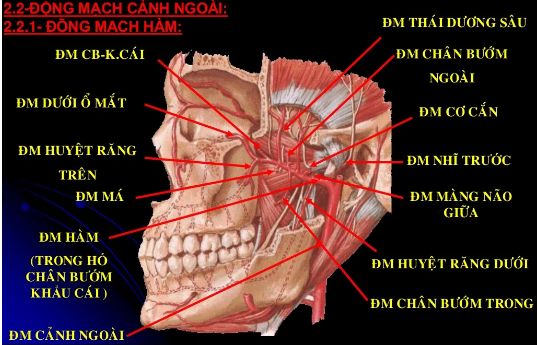 2.2-ĐỘNG MẠCH CẢNH NGOÀI:
2.2.1- ĐỘNG MẠCH HÀM:
ĐM CB-K.CÁI
ĐM DƯỚI Ổ MẮT
ĐM HUYỆT RĂNG
TRÊN
ĐM MÁ
ĐM HÀM
(TRONG HỐ
CHÂN BƯỚM
KHẨU CÁI )
ĐM CẢNH NGOÀI
ĐM THÁI DƯƠNG SÂU
ĐM CHÂN BƯỚM
NGOÀI
ĐM CƠ CẮN
ĐM NHĨ TRƯỚC
ĐM MÀNG NÃO
GIỮA
ĐM HUYỆT RĂNG DƯỚI
ĐM CHÂN BƯỚM TRONG